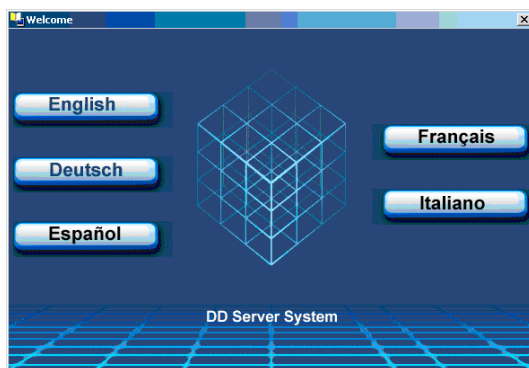 Welcome
English
Deutsch
Español
Français
Italiano
DD Server System